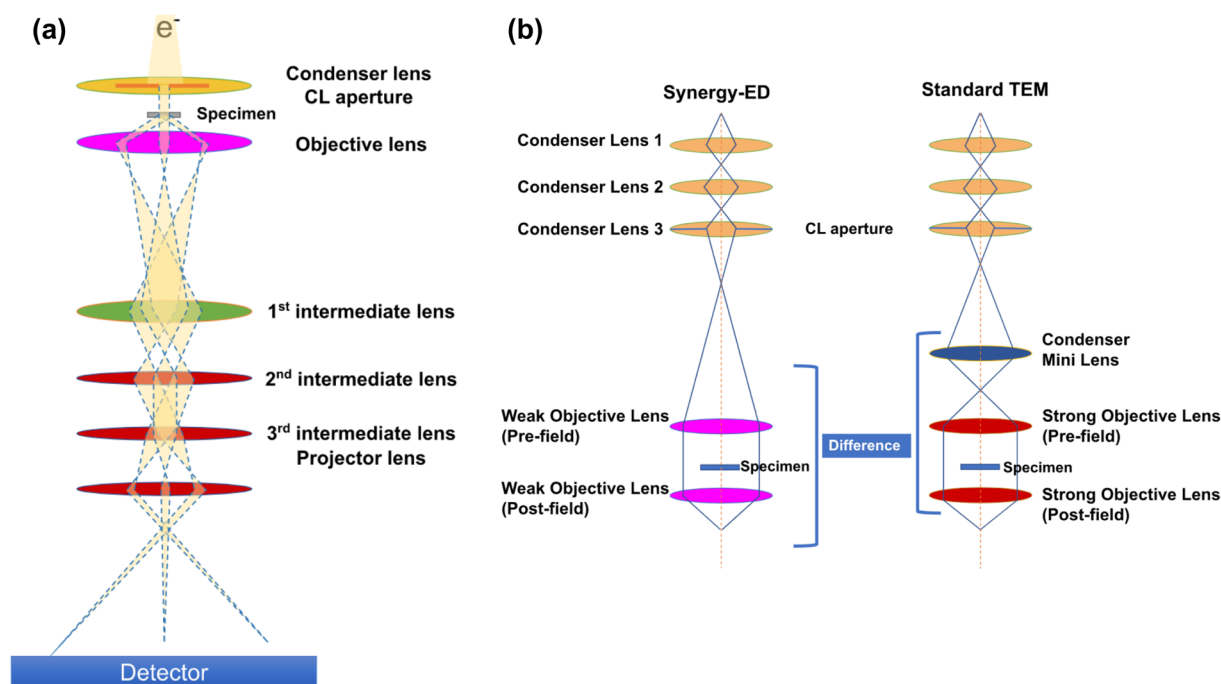 (a)
e-
Condenser lens
CL aperture
Specimen
Objective lens
1st intermediate lens
2nd intermediate lens
3rd intermediate lens
Projector lens
Detector
(b)
Synergy-ED
Standard TEM
Condenser Lens 1
Condenser Lens 2
Condenser Lens 3
CL aperture
Condenser
Mini Lens
Weak Objective Lens
(Pre-field)
Specimen
Weak Objective Lens
(Post-field)
Difference
Strong Objective Lens
(Pre-field)
Specimen
Strong Objective Lens
(Post-field)